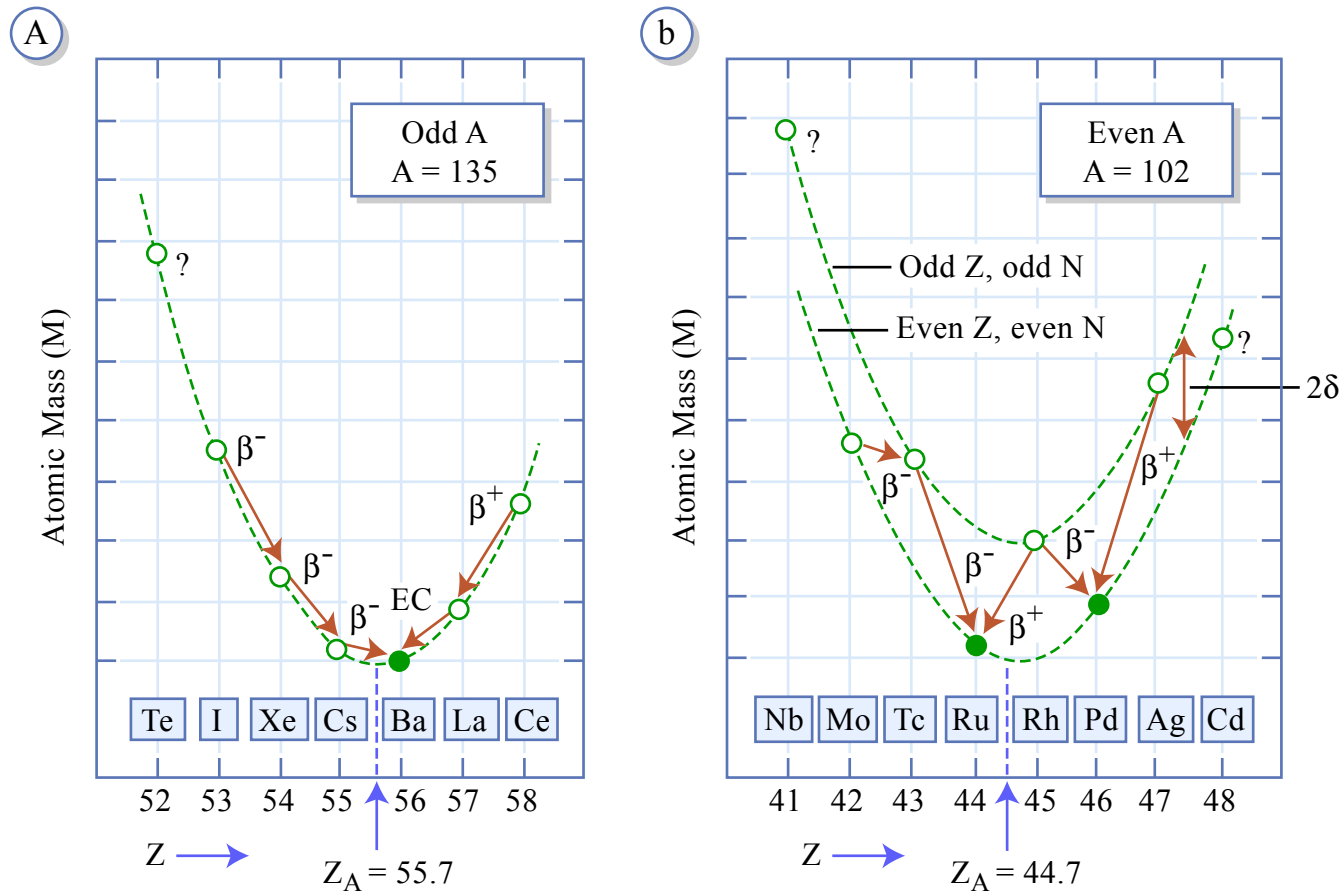 A
Odd A
A = 135
?
Atomic Mass (M)
β⁻
β⁻
β⁻
EC
β⁺
Te I Xe Cs Ba La Ce
52 53 54 55 56 57 58
Z
Z_A = 55.7
b
Even A
A = 102
?
Odd Z, odd N
Even Z, even N
?
2δ
Atomic Mass (M)
β⁻
β⁺
β⁻
β⁻
β⁺
Nb Mo Tc Ru Rh Pd Ag Cd
41 42 43 44 45 46 47 48
Z
Z_A = 44.7